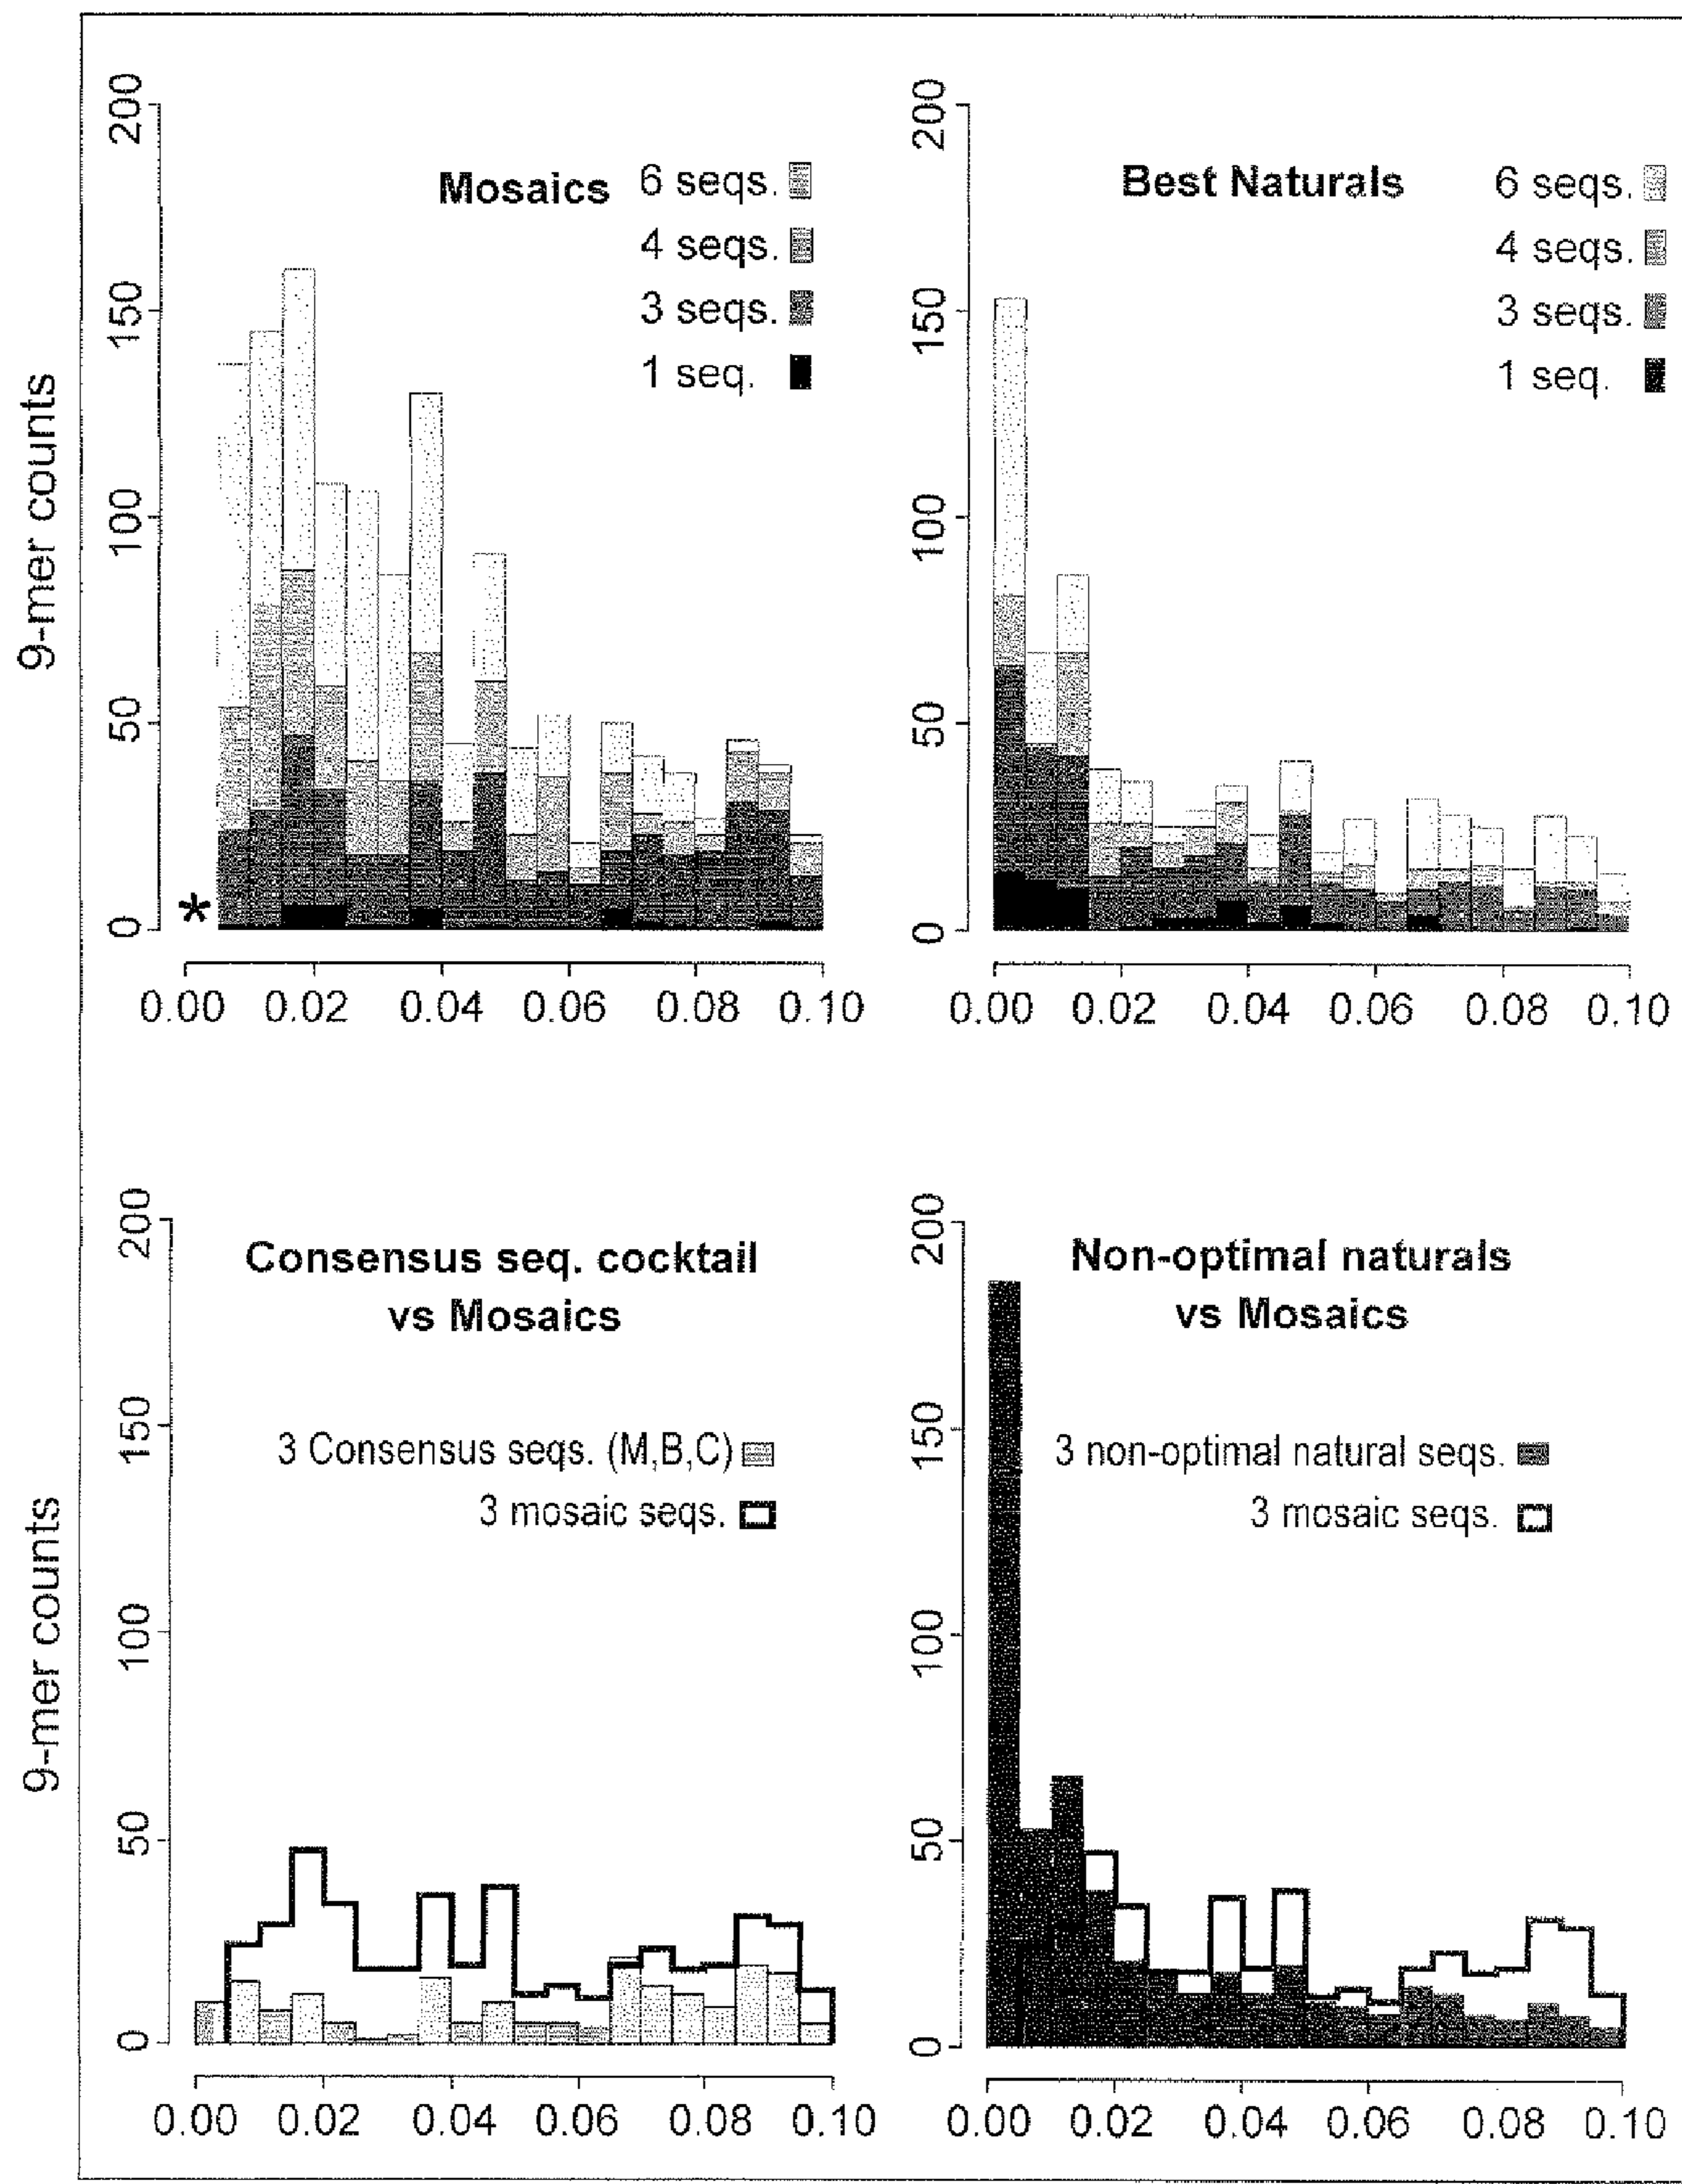 9-mer counts
200
150
100
50
0
Mosaics
6 seqs.
4 seqs.
3 seqs.
1 seq.
*
0.00 0.02 0.04 0.06 0.08 0.10
200
150
100
50
0
Best Naturals
6 seqs.
4 seqs.
3 seqs.
1 seq.
0.00 0.02 0.04 0.06 0.08 0.10
9-mer counts
200
150
100
50
0
Consensus seq. cocktail
vs Mosaics
3 Consensus seqs. (M,B,C)
3 mosaic seqs.
0.00 0.02 0.04 0.06 0.08 0.10
200
150
100
50
0
Non-optimal naturals
vs Mosaics
3 non-optimal natural seqs.
3 mosaic seqs.
0.00 0.02 0.04 0.06 0.08 0.10